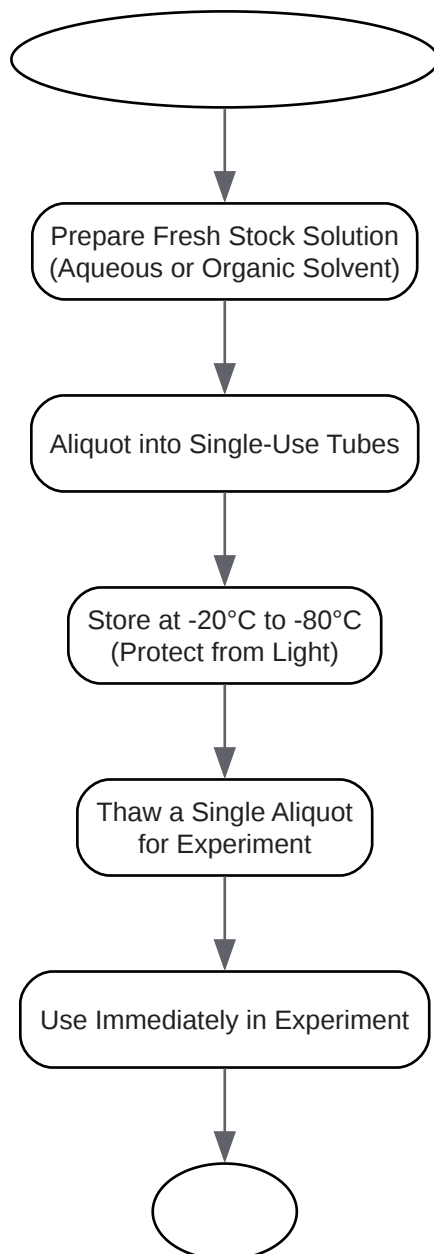 Prepare Fresh Stock Solution
(Aqueous or Organic Solvent)
Aliquot into Single-Use Tubes
Store at -20°C to -80°C
(Protect from Light)
Thaw a Single Aliquot
for Experiment
Use Immediately in Experiment